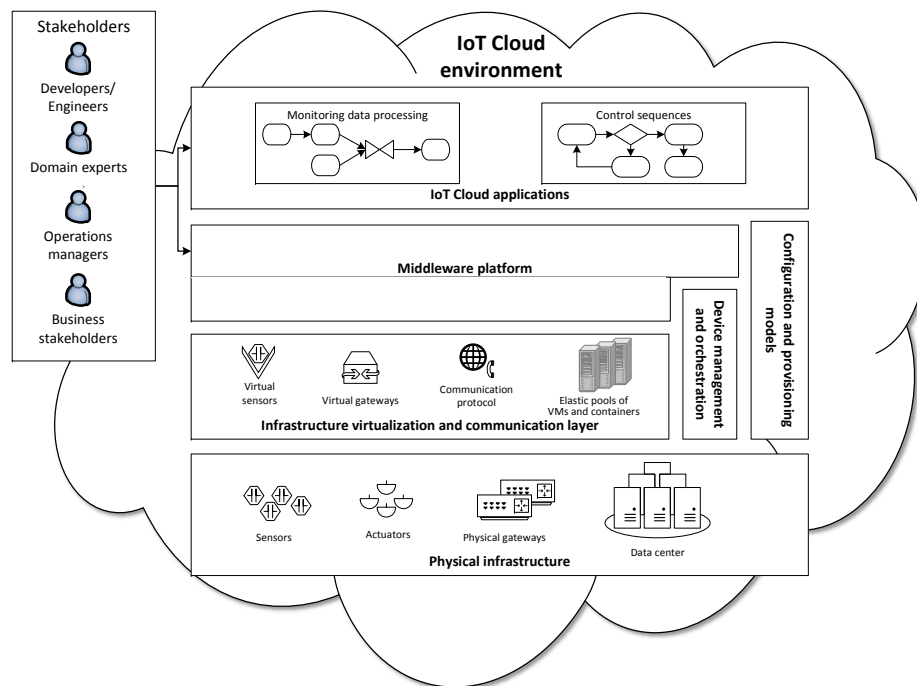 Stakeholders
Developers/
Engineers
Domain experts
Operations
managers
Business
stakeholders
IoT Cloud
environment
Monitoring data processing
Control sequences
IoT Cloud applications
Middleware platform
Configuration and provisioning
models
Device management
and orchestration
Virtual
sensors
Virtual gateways
Communication
protocol
Elastic pools of
VMs and containers
Infrastructure virtualization and communication layer
Sensors
Actuators
Physical gateways
Data center
Physical infrastructure